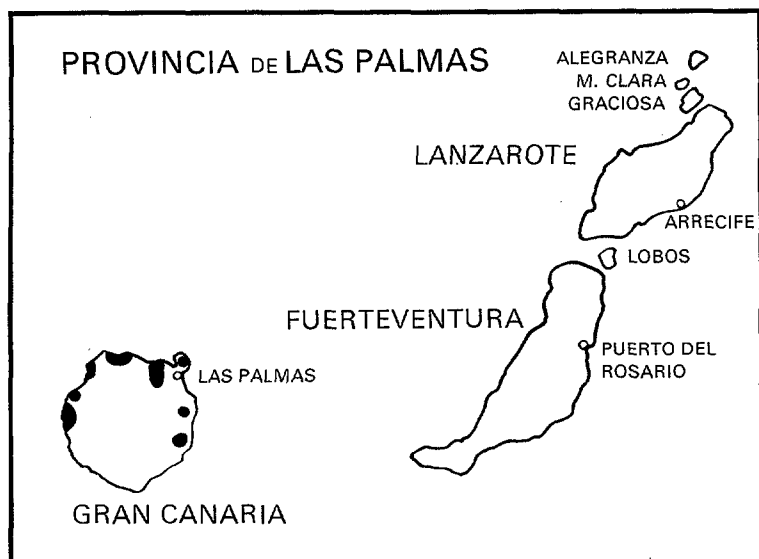 PROVINCIA DE LAS PALMAS
ALEGRANZA
M. CLARA
GRACIOSA
LANZAROTE
ARRECIFE
LOBOS
FUERTEVENTURA
PUERTO DEL
ROSARIO
LAS PALMAS
GRAN CANARIA